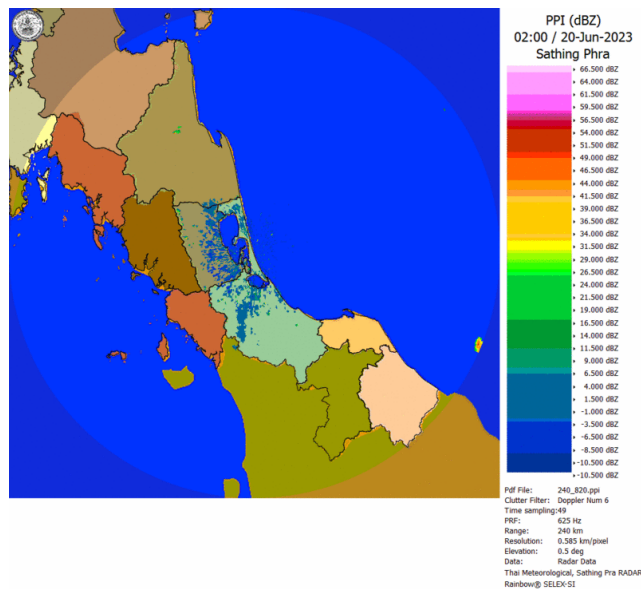 PPI (dBZ)
02:00 / 20-Jun-2023
Sathing Phra
66.500 dBZ
64.000 dBZ
61.500 dBZ
59.500 dBZ
56.500 dBZ
54.000 dBZ
51.500 dBZ
49.000 dBZ
46.500 dBZ
44.000 dBZ
41.500 dBZ
39.000 dBZ
36.500 dBZ
34.000 dBZ
31.500 dBZ
29.000 dBZ
26.500 dBZ
24.000 dBZ
21.500 dBZ
19.000 dBZ
16.500 dBZ
14.000 dBZ
11.500 dBZ
9.000 dBZ
6.500 dBZ
4.000 dBZ
1.500 dBZ
-1.000 dBZ
-3.500 dBZ
-6.500 dBZ
-8.500 dBZ
-10.500 dBZ
-10.500 dBZ
Pdf File: 240_820.ppi
Clutter Filter: Doppler Num 6
Time sampling:49
PRF: 625 Hz
Range: 240 km
Resolution: 0.585 km/pixel
Elevation: 0.5 deg
Data: Radar Data
Thai Meteorological, Sathing Pra RADAR
Rainbow® SELEX-SI